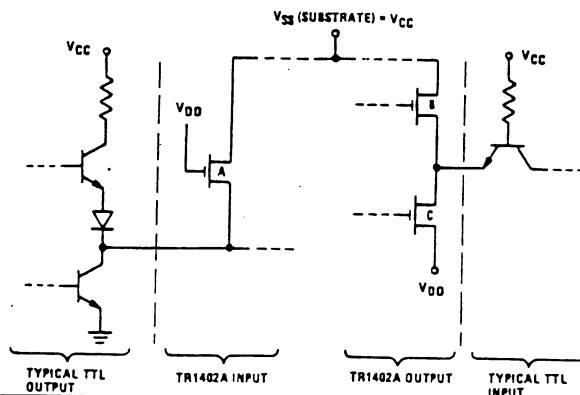 VSS (SUBSTRATE) = VCC
VCC
VCC
VDD
A
B
C
VDD
TYPICAL TTL
OUTPUT
TR1402A INPUT
TR1402A OUTPUT
TYPICAL TTL
INPUT